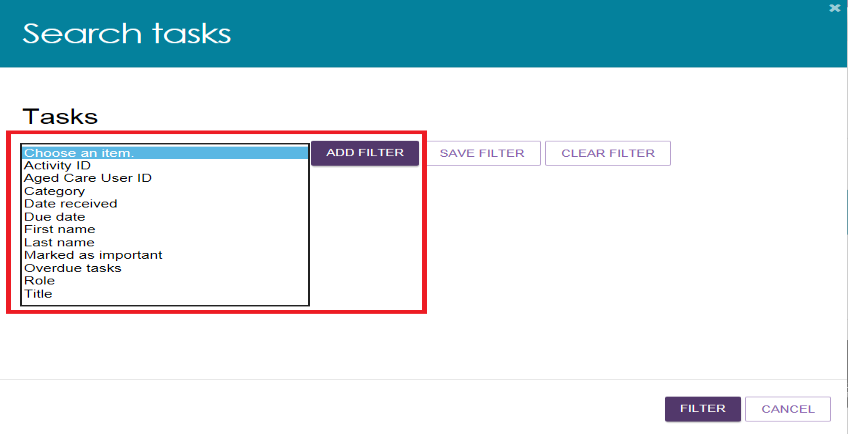 Search tasks
Tasks
Choose an item.
ADD FILTER
SAVE FILTER
CLEAR FILTER
Activity ID
Aged Care User ID
Category
Date received
Due date
First name
Last name
Marked as important
Overdue tasks
Role
Title
FILTER
CANCEL